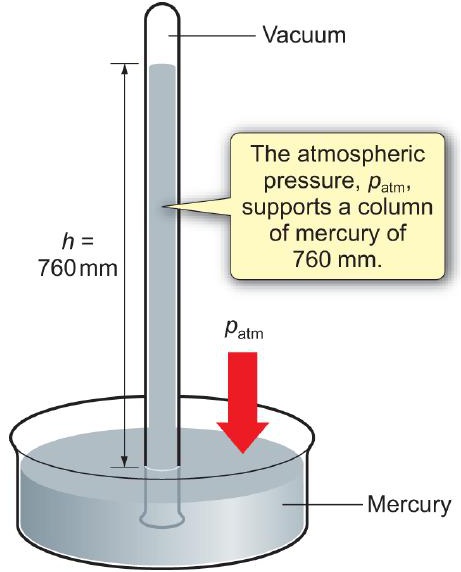 Vacuum
The atmospheric
pressure, patm,
supports a column
of mercury of
760 mm.
h =
760 mm
patm
Mercury